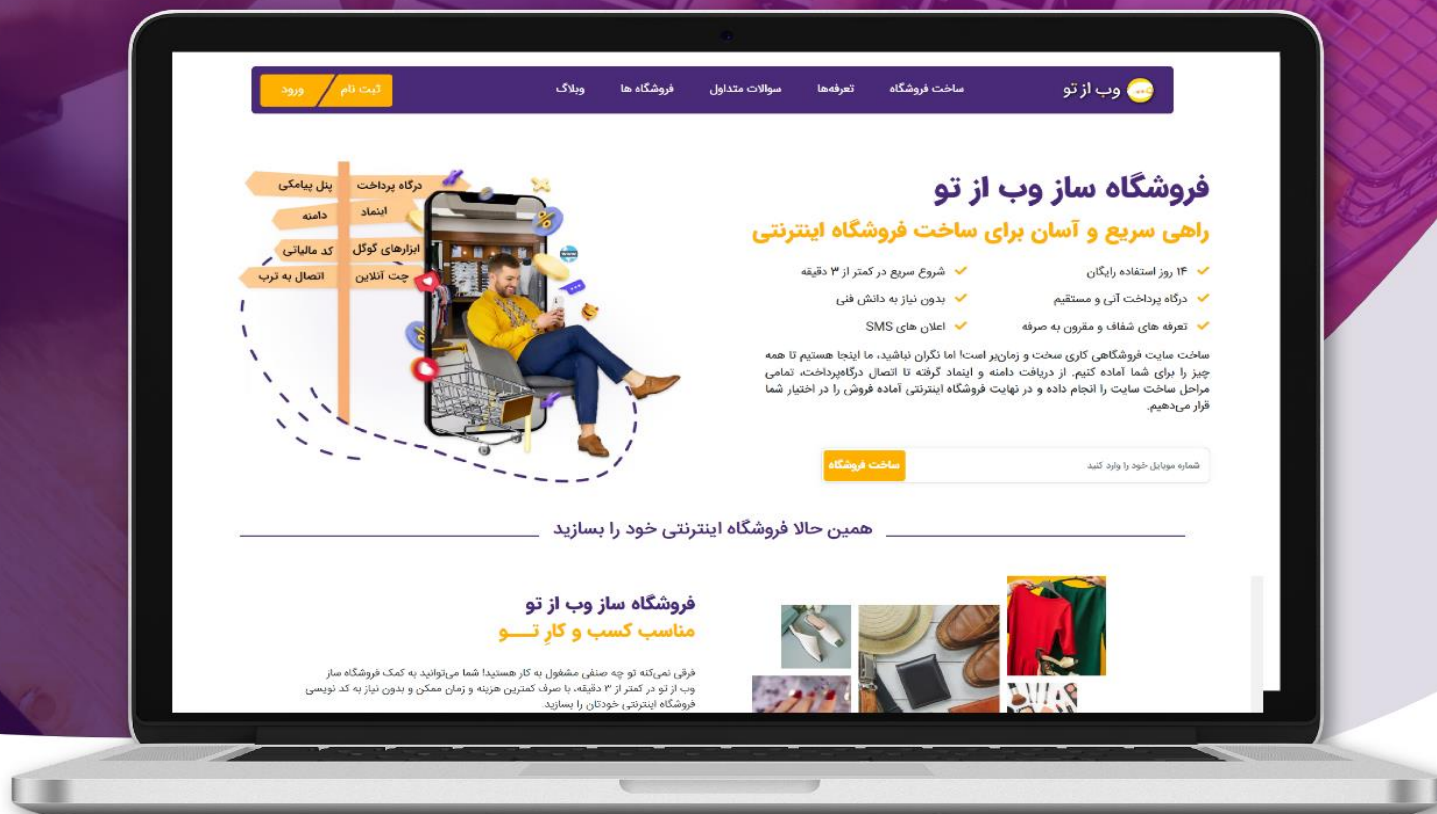 وب از تو
ساخت فروشگاه
تعرفه‌ها
سوالات متداول
فروشگاه ها
وبلاگ
ثبت نام
ورود
فروشگاه ساز وب از تو
راهی سریع و آسان برای ساخت فروشگاه اینترنتی
۱۴ روز استفاده رایگان
شروع سریع در کمتر از ۳ دقیقه
درگاه پرداخت آنی و مستقیم
بدون نیاز به دانش فنی
تعرفه های شفاف و مقرون به صرفه
اعلان های SMS
ساخت سایت فروشگاهی کاری سخت و زمان‌بر است! اما نگران نباشید، ما اینجا هستیم تا همه
چیز را برای شما آماده کنیم. از دریافت دامنه و اینماد گرفته تا اتصال درگاه‌پرداخت، تمامی
مراحل ساخت سایت را انجام داده و در نهایت فروشگاه اینترنتی آماده فروش را در اختیار شما
قرار می‌دهیم.
شماره موبایل خود را وارد کنید
ساخت فروشگاه
درگاه پرداخت
پنل پیامکی
اینماد
دامنه
ابزارهای گوگل
کد مالیاتی
چت آنلاین
اتصال به ترب
همین حالا فروشگاه اینترنتی خود را بسازید
فروشگاه ساز وب از تو
مناسب کسب و کارِ تـــو
فرقی نمی‌کنه تو چه صنفی مشغول به کار هستید! شما می‌توانید به کمک فروشگاه ساز
وب از تو در کمتر از ۳ دقیقه، با صرف کمترین هزینه و زمان ممکن و بدون نیاز به کد نویسی
فروشگاه اینترنتی خودتان را بسازید.